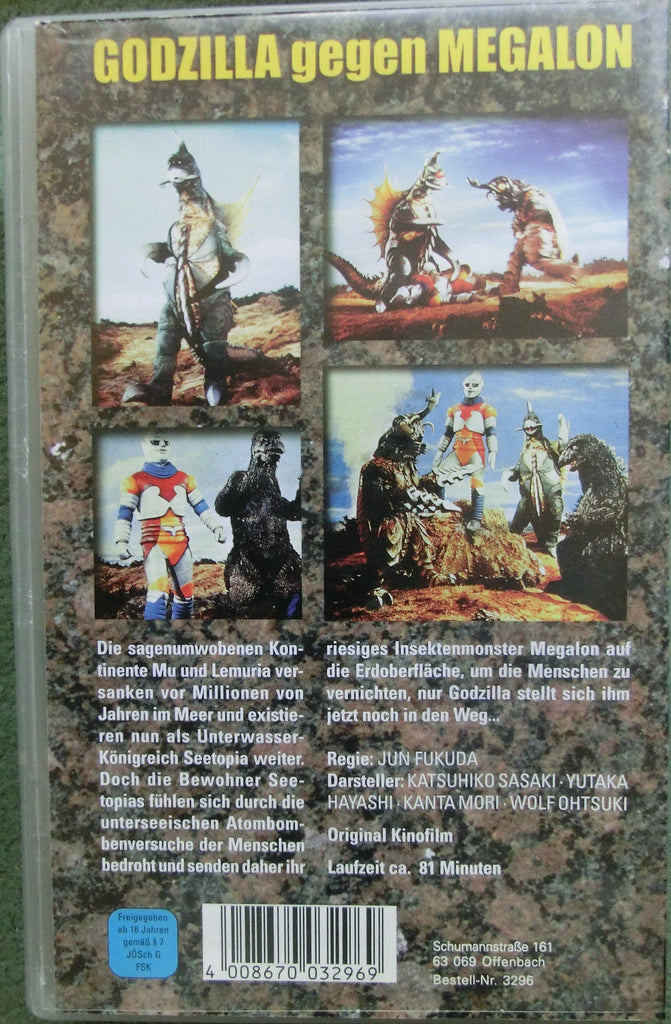 GODZILLA gegen MEGALON
Die sagenumwobenen Kon-
tinente Mu und Lemuria ver-
sanken vor Millionen von
Jahren im Meer und existie-
ren nun als Unterwasser-
Königreich Seetopia weiter.
Doch die Bewohner See-
topias fühlen sich durch die
unterseeischen Atombom-
benversuche der Menschen
bedroht und senden daher ihr
riesiges Insektenmonster Megalon auf
die Erdoberfläche, um die Menschen zu
vernichten, nur Godzilla stellt sich ihm
jetzt noch in den Weg...
Regie: JUN FUKUDA
Darsteller: KATSUHIKO SASAKI · YUTAKA
HAYASHI · KANTA MORI · WOLF OHTSUKI
Original Kinofilm
Laufzeit ca. 81 Minuten
Freigegeben
ab 16 Jahren
gemäß § 7
JÖSch G
FSK
4 008670 032969
Schumannstraße 161
63 069 Offenbach
Bestell-Nr. 3296